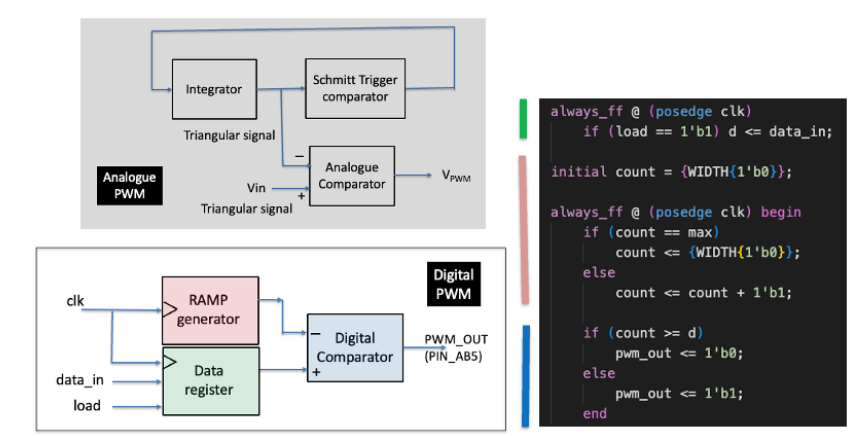 Integrator
Schmitt Trigger
comparator
Triangular signal
Analogue
PWM
−
Analogue
Comparator
VPWM
Vin
+
Triangular signal
Digital
PWM
clk
RAMP
generator
−
Digital
Comparator
+
PWM_OUT
(PIN_AB5)
Data
register
data_in
load
always_ff @ (posedge clk)
    if (load == 1'b1) d <= data_in;
initial count = {WIDTH{1'b0}};
always_ff @ (posedge clk) begin
    if (count == max)
        count <= {WIDTH{1'b0}};
    else
        count <= count + 1'b1;
    if (count >= d)
        pwm_out <= 1'b0;
    else
        pwm_out <= 1'b1;
    end